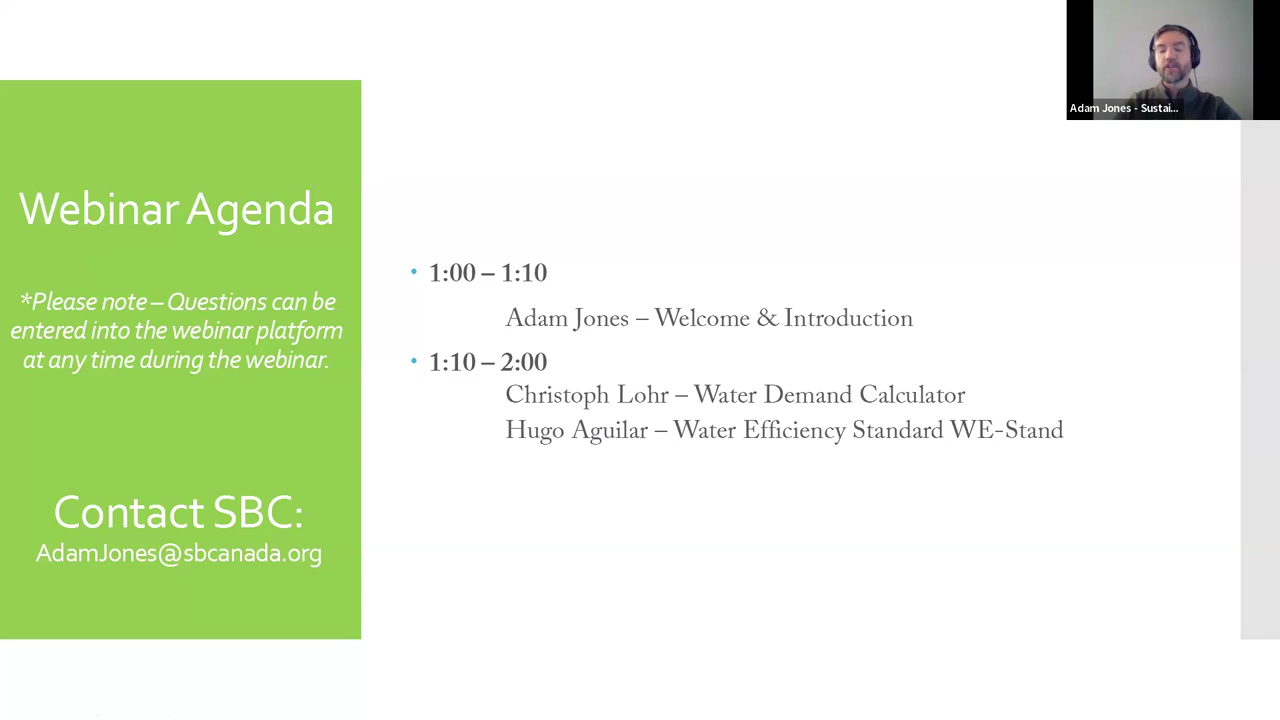 Webinar Agenda
*Please note – Questions can be
entered into the webinar platform
at any time during the webinar.
Contact SBC:
AdamJones@sbcanada.org
• 1:00 – 1:10
Adam Jones – Welcome & Introduction
• 1:10 – 2:00
Christoph Lohr – Water Demand Calculator
Hugo Aguilar – Water Efficiency Standard WE-Stand
Adam Jones - Sustai...